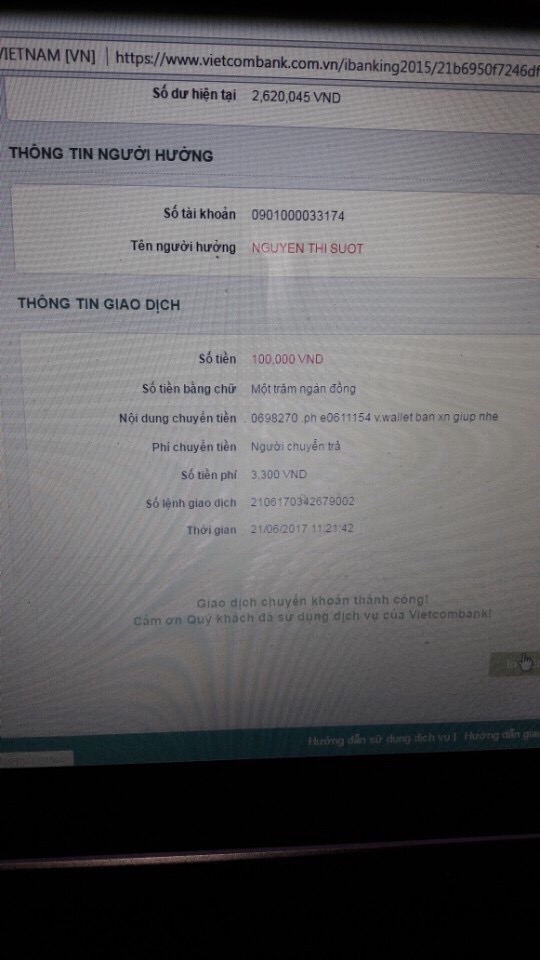 VIETNAM [VN] | https://www.vietcombank.com.vn/ibanking2015/21b6950f7246df
Số dư hiện tại 2,620,045 VND
THÔNG TIN NGƯỜI HƯỞNG
Số tài khoản 0901000033174
Tên người hưởng NGUYEN THI SUOT
THÔNG TIN GIAO DỊCH
Số tiền 100,000 VND
Số tiền bằng chữ Một trăm ngàn đồng
Nội dung chuyển tiền . 0698270 .ph e0611154 v.wallet ban xn giup nhe
Phí chuyển tiền Người chuyển trả
Số tiền phí 3,300 VND
Số lệnh giao dịch 2106170342679002
Thời gian 21/06/2017 11:21:42
Giao dịch chuyển khoản thành công!
Cảm ơn Quý khách đã sử dụng dịch vụ của Vietcombank!
Hướng dẫn sử dụng dịch vụ | Hướng dẫn